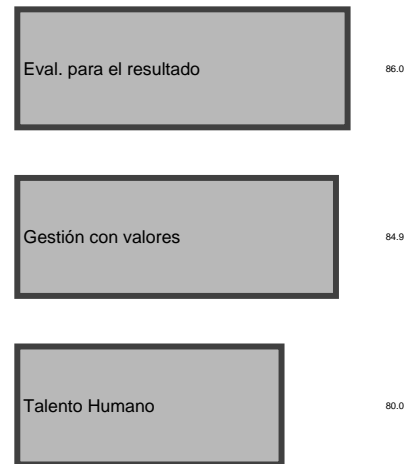 Eval. para el resultado
86.0
Gestión con valores
84.9
Talento Humano
80.0